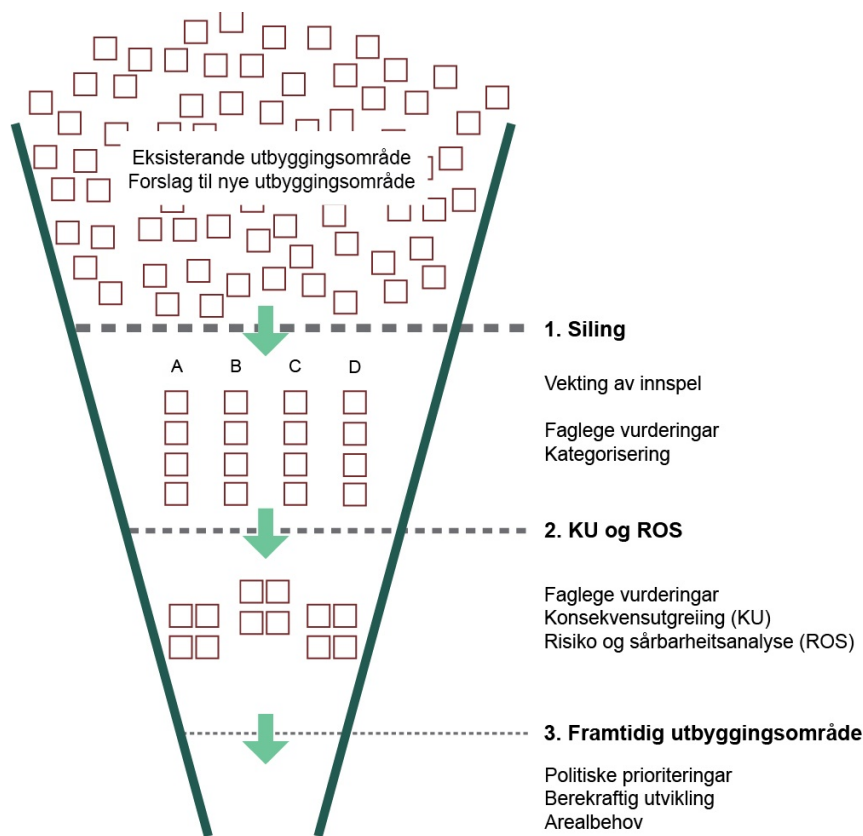 Eksisterande utbyggingsområde
Forslag til nye utbyggingsområde
1. Siling
A B C D
Vekting av innspel
Faglege vurderingar
Kategorisering
2. KU og ROS
Faglege vurderingar
Konsekvensutgreiing (KU)
Risiko og sårbarheitsanalyse (ROS)
3. Framtidig utbyggingsområde
Politiske prioriteringar
Berekraftig utvikling
Arealbehov